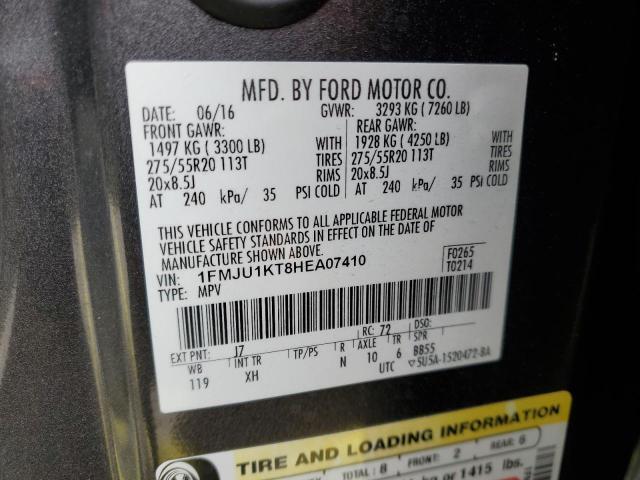 MFD. BY FORD MOTOR CO.
DATE: 06/16 GVWR: 3293 KG ( 7260 LB)
FRONT GAWR: REAR GAWR:
1497 KG ( 3300 LB) WITH 1928 KG ( 4250 LB) WITH
275/55R20 113T TIRES 275/55R20 113T TIRES
20x8.5J RIMS 20x8.5J RIMS
AT 240 kPa/ 35 PSI COLD AT 240 kPa/ 35 PSI COLD
THIS VEHICLE CONFORMS TO ALL APPLICABLE FEDERAL MOTOR
VEHICLE SAFETY STANDARDS IN EFFECT ON THE DATE OF
MANUFACTURE SHOWN ABOVE.
VIN: 1FMJU1KT8HEA07410 F0265
TYPE: MPV T0214
EXT PNT: J7 RC: 72 DSO:
WB INT TR TP/PS R AXLE TR SPR
119 XH N 10 6 BB55
UTC ▽5U5A-1520472-BA
TIRE AND LOADING INFORMATION
TOTAL : 8 FRONT: 2 REAR: 6
or 1415 lbs.